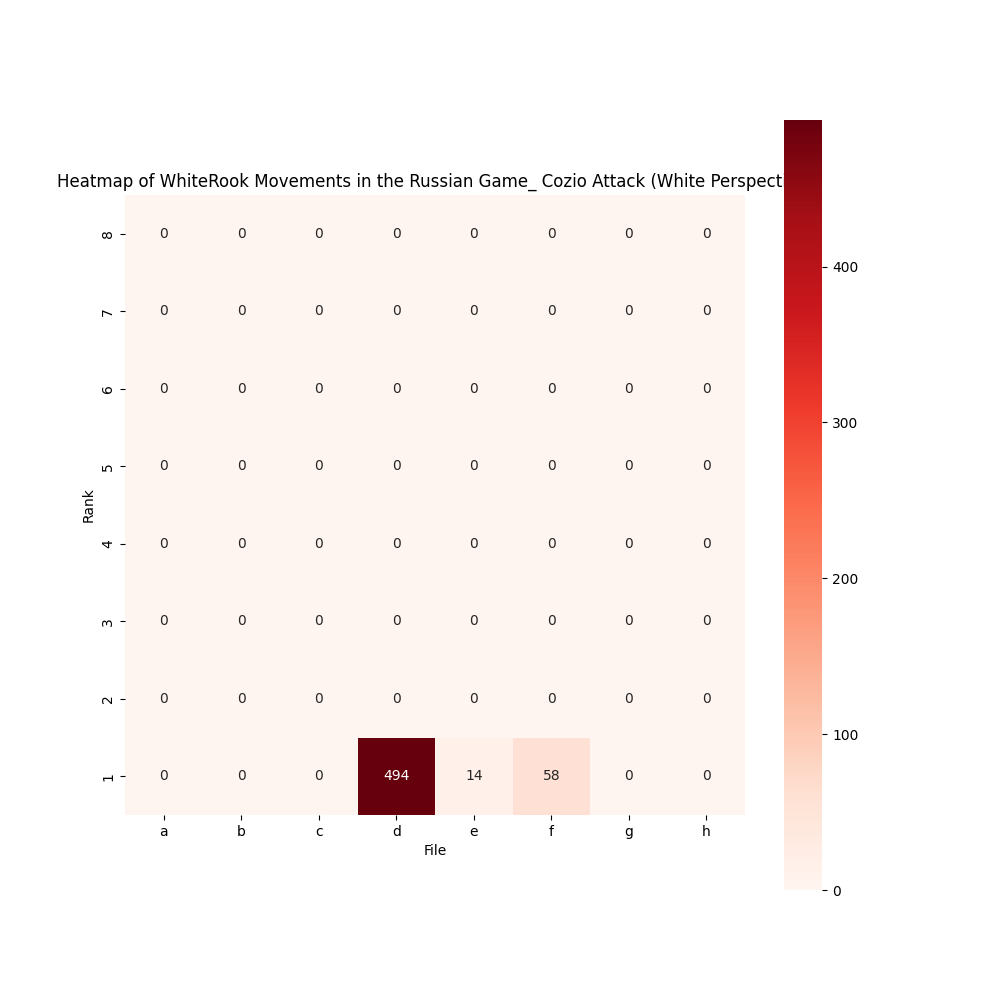 Heatmap of WhiteRook Movements in the Russian Game_ Cozio Attack (White Perspect
8 0 0 0 0 0 0 0 0
7 0 0 0 0 0 0 0 0
6 0 0 0 0 0 0 0 0
5 0 0 0 0 0 0 0 0
4 0 0 0 0 0 0 0 0
3 0 0 0 0 0 0 0 0
2 0 0 0 0 0 0 0 0
1 0 0 0 494 14 58 0 0
a b c d e f g h
File
Rank
400
300
200
100
0